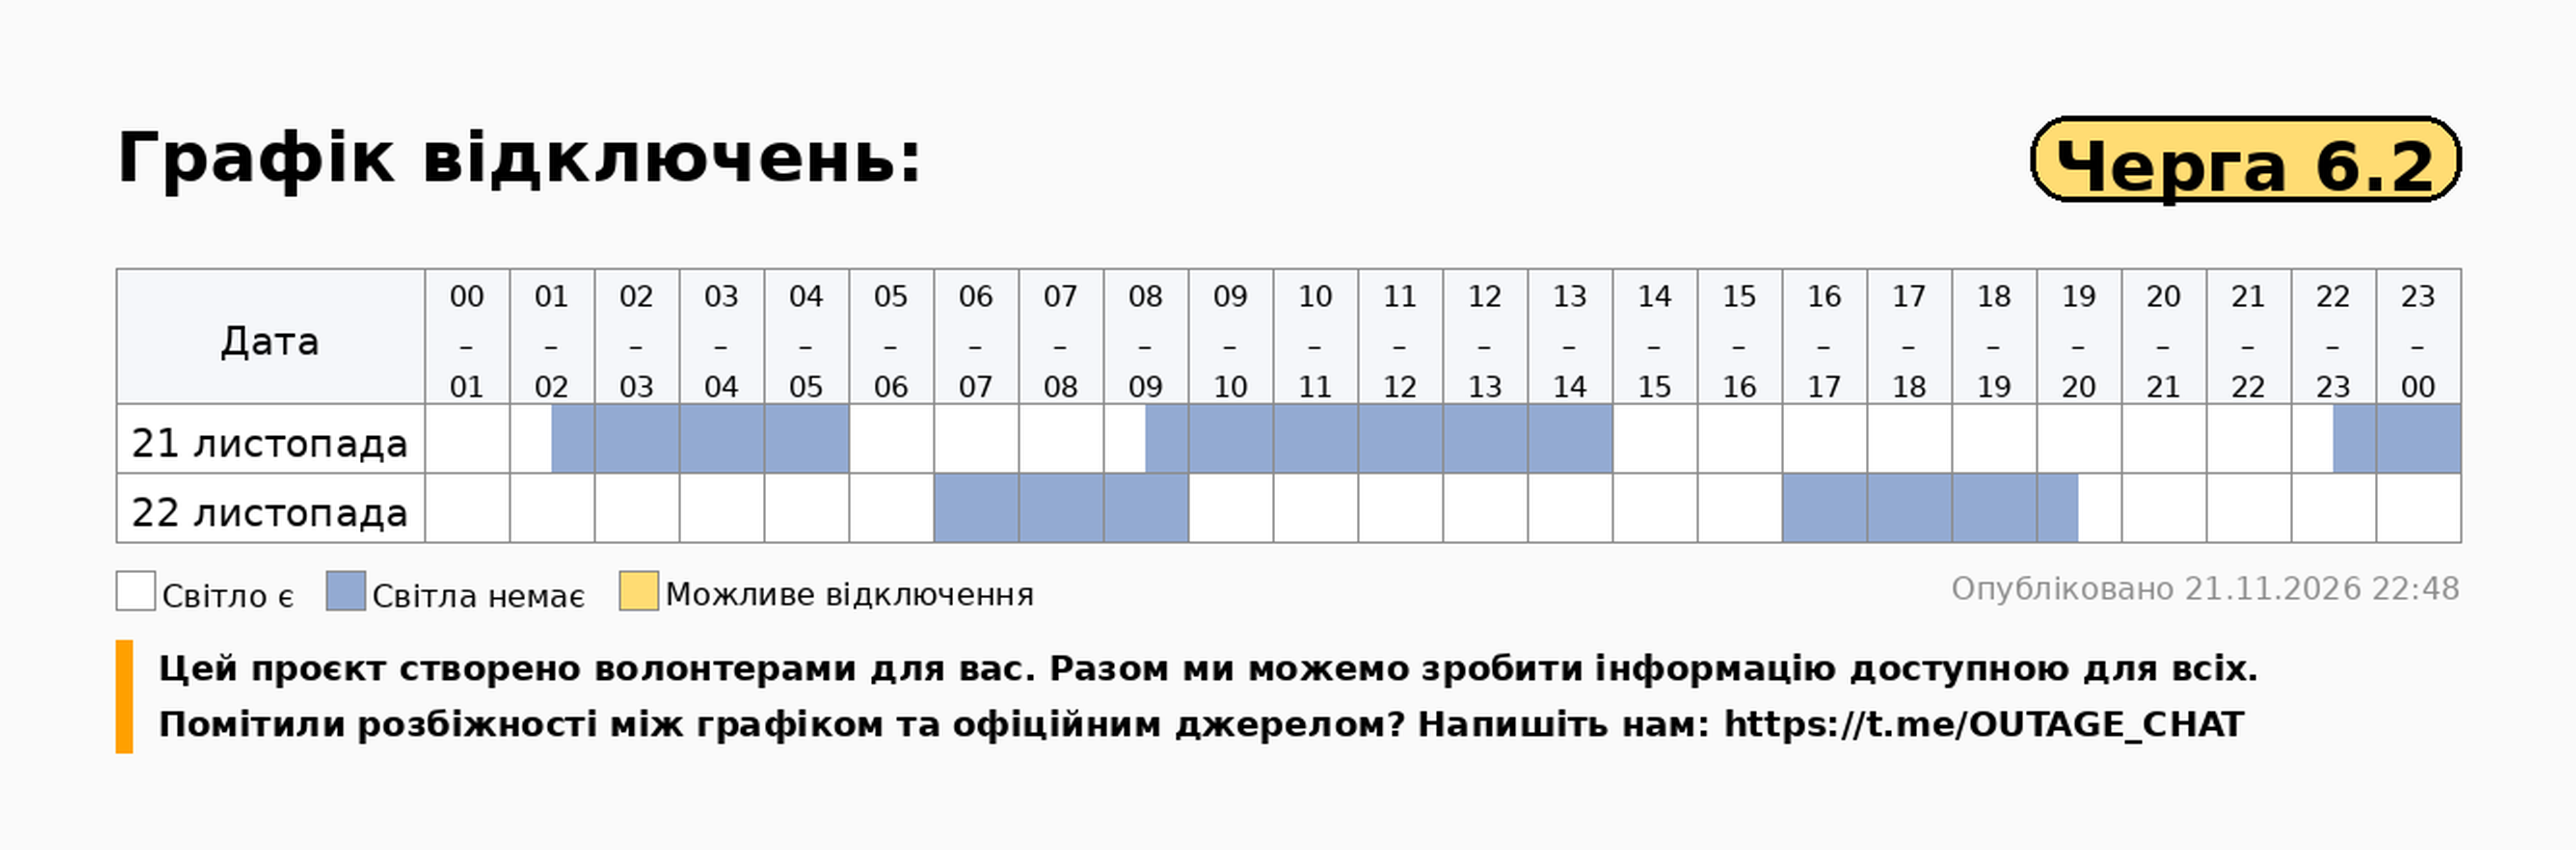 Графік відключень:
Черга 6.2
Дата
00 – 01
01 – 02
02 – 03
03 – 04
04 – 05
05 – 06
06 – 07
07 – 08
08 – 09
09 – 10
10 – 11
11 – 12
12 – 13
13 – 14
14 – 15
15 – 16
16 – 17
17 – 18
18 – 19
19 – 20
20 – 21
21 – 22
22 – 23
23 – 00
21 листопада
22 листопада
Світло є
Світла немає
Можливе відключення
Опубліковано 21.11.2026 22:48
Цей проєкт створено волонтерами для вас. Разом ми можемо зробити інформацію доступною для всіх.
Помітили розбіжності між графіком та офіційним джерелом? Напишіть нам: https://t.me/OUTAGE_CHAT